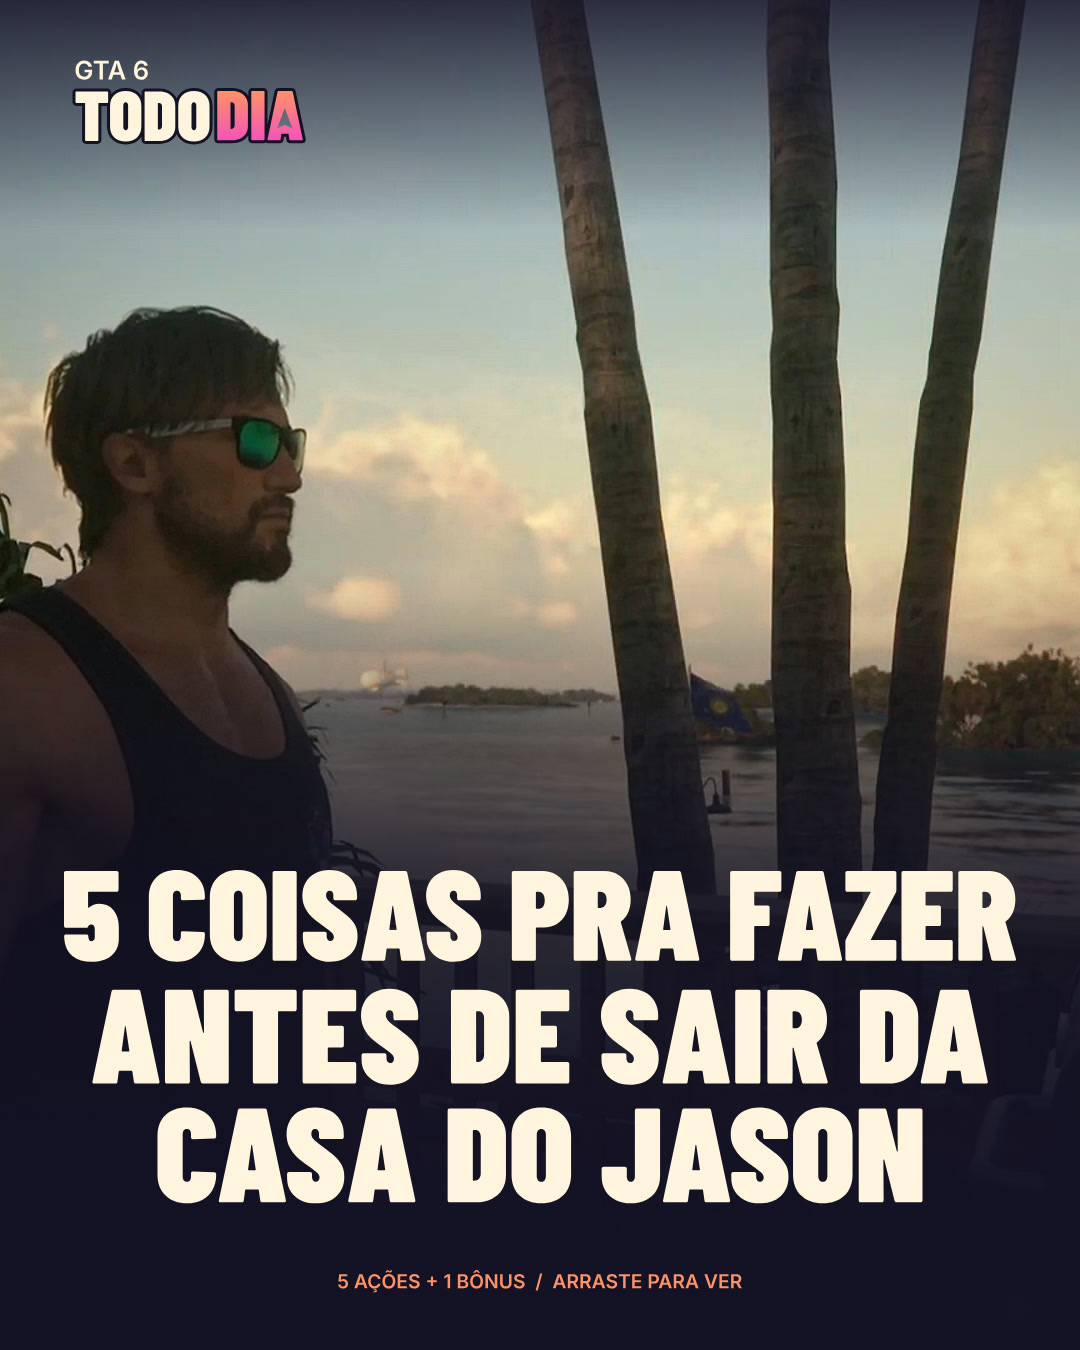 GTA 6
TODODIA
5 COISAS PRA FAZER
ANTES DE SAIR DA
CASA DO JASON
5 AÇÕES + 1 BÔNUS / ARRASTE PARA VER